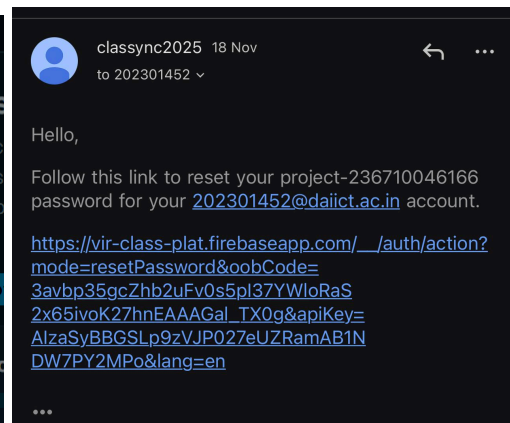 classync2025 18 Nov
to 202301452
Hello,
Follow this link to reset your project-236710046166
password for your 202301452@daiict.ac.in account.
https://vir-class-plat.firebaseapp.com/__/auth/action?
mode=resetPassword&oobCode=
3avbp35gcZhb2uFv0s5pl37YWloRaS
2x65ivoK27hnEAAAGal_TX0g&apiKey=
AIzaSyBBGSLp9zVJP027eUZRamAB1N
DW7PY2MPo&lang=en